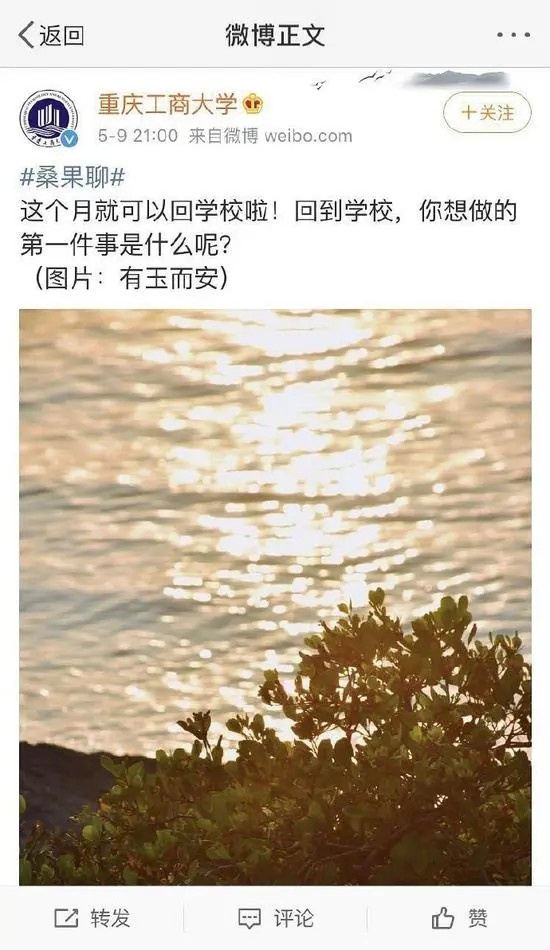 返回
微博正文
重庆工商大学
+关注
5-9 21:00 来自微博 weibo.com
#桑果聊#
这个月就可以回学校啦！回到学校，你想做的
第一件事是什么呢？
（图片：有玉而安）
转发
评论
赞